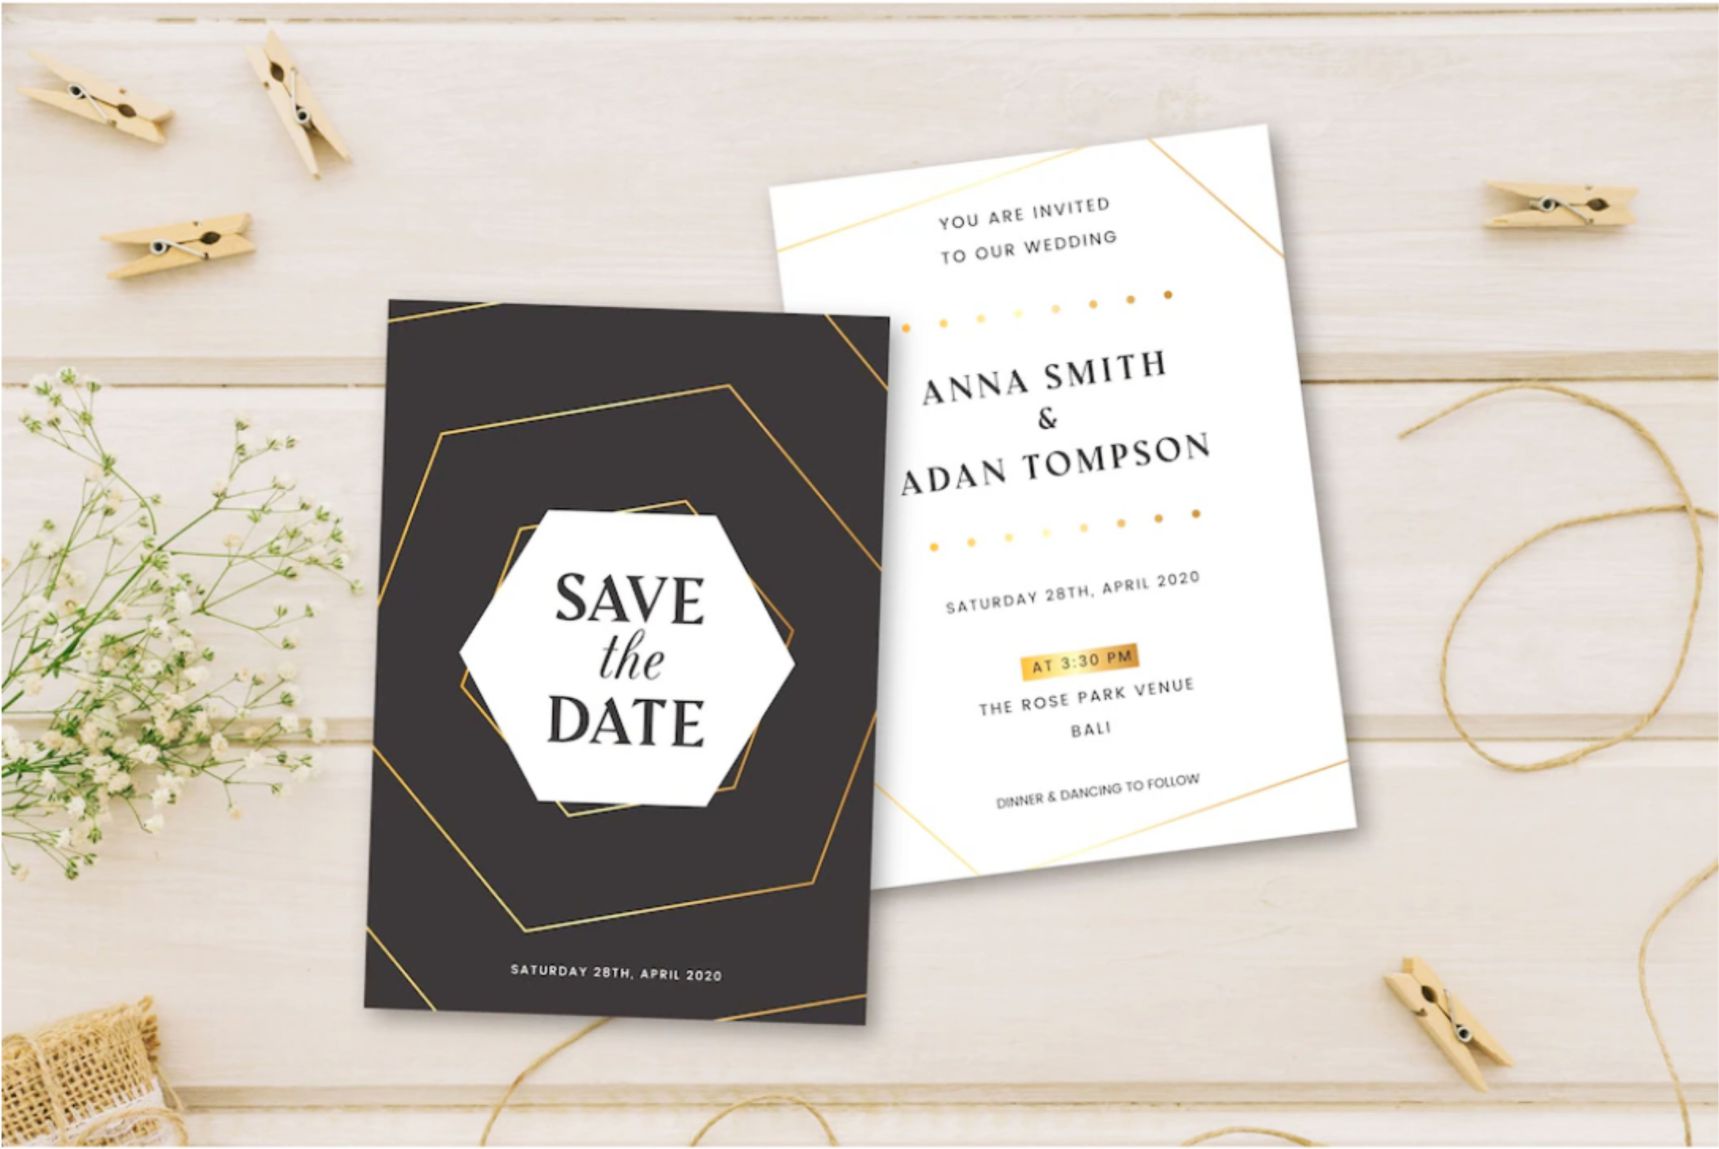 SAVE
the
DATE
SATURDAY 28TH, APRIL 2020
YOU ARE INVITED
TO OUR WEDDING
ANNA SMITH
&
ADAN TOMPSON
SATURDAY 28TH, APRIL 2020
AT 3:30 PM
THE ROSE PARK VENUE
BALI
DINNER & DANCING TO FOLLOW